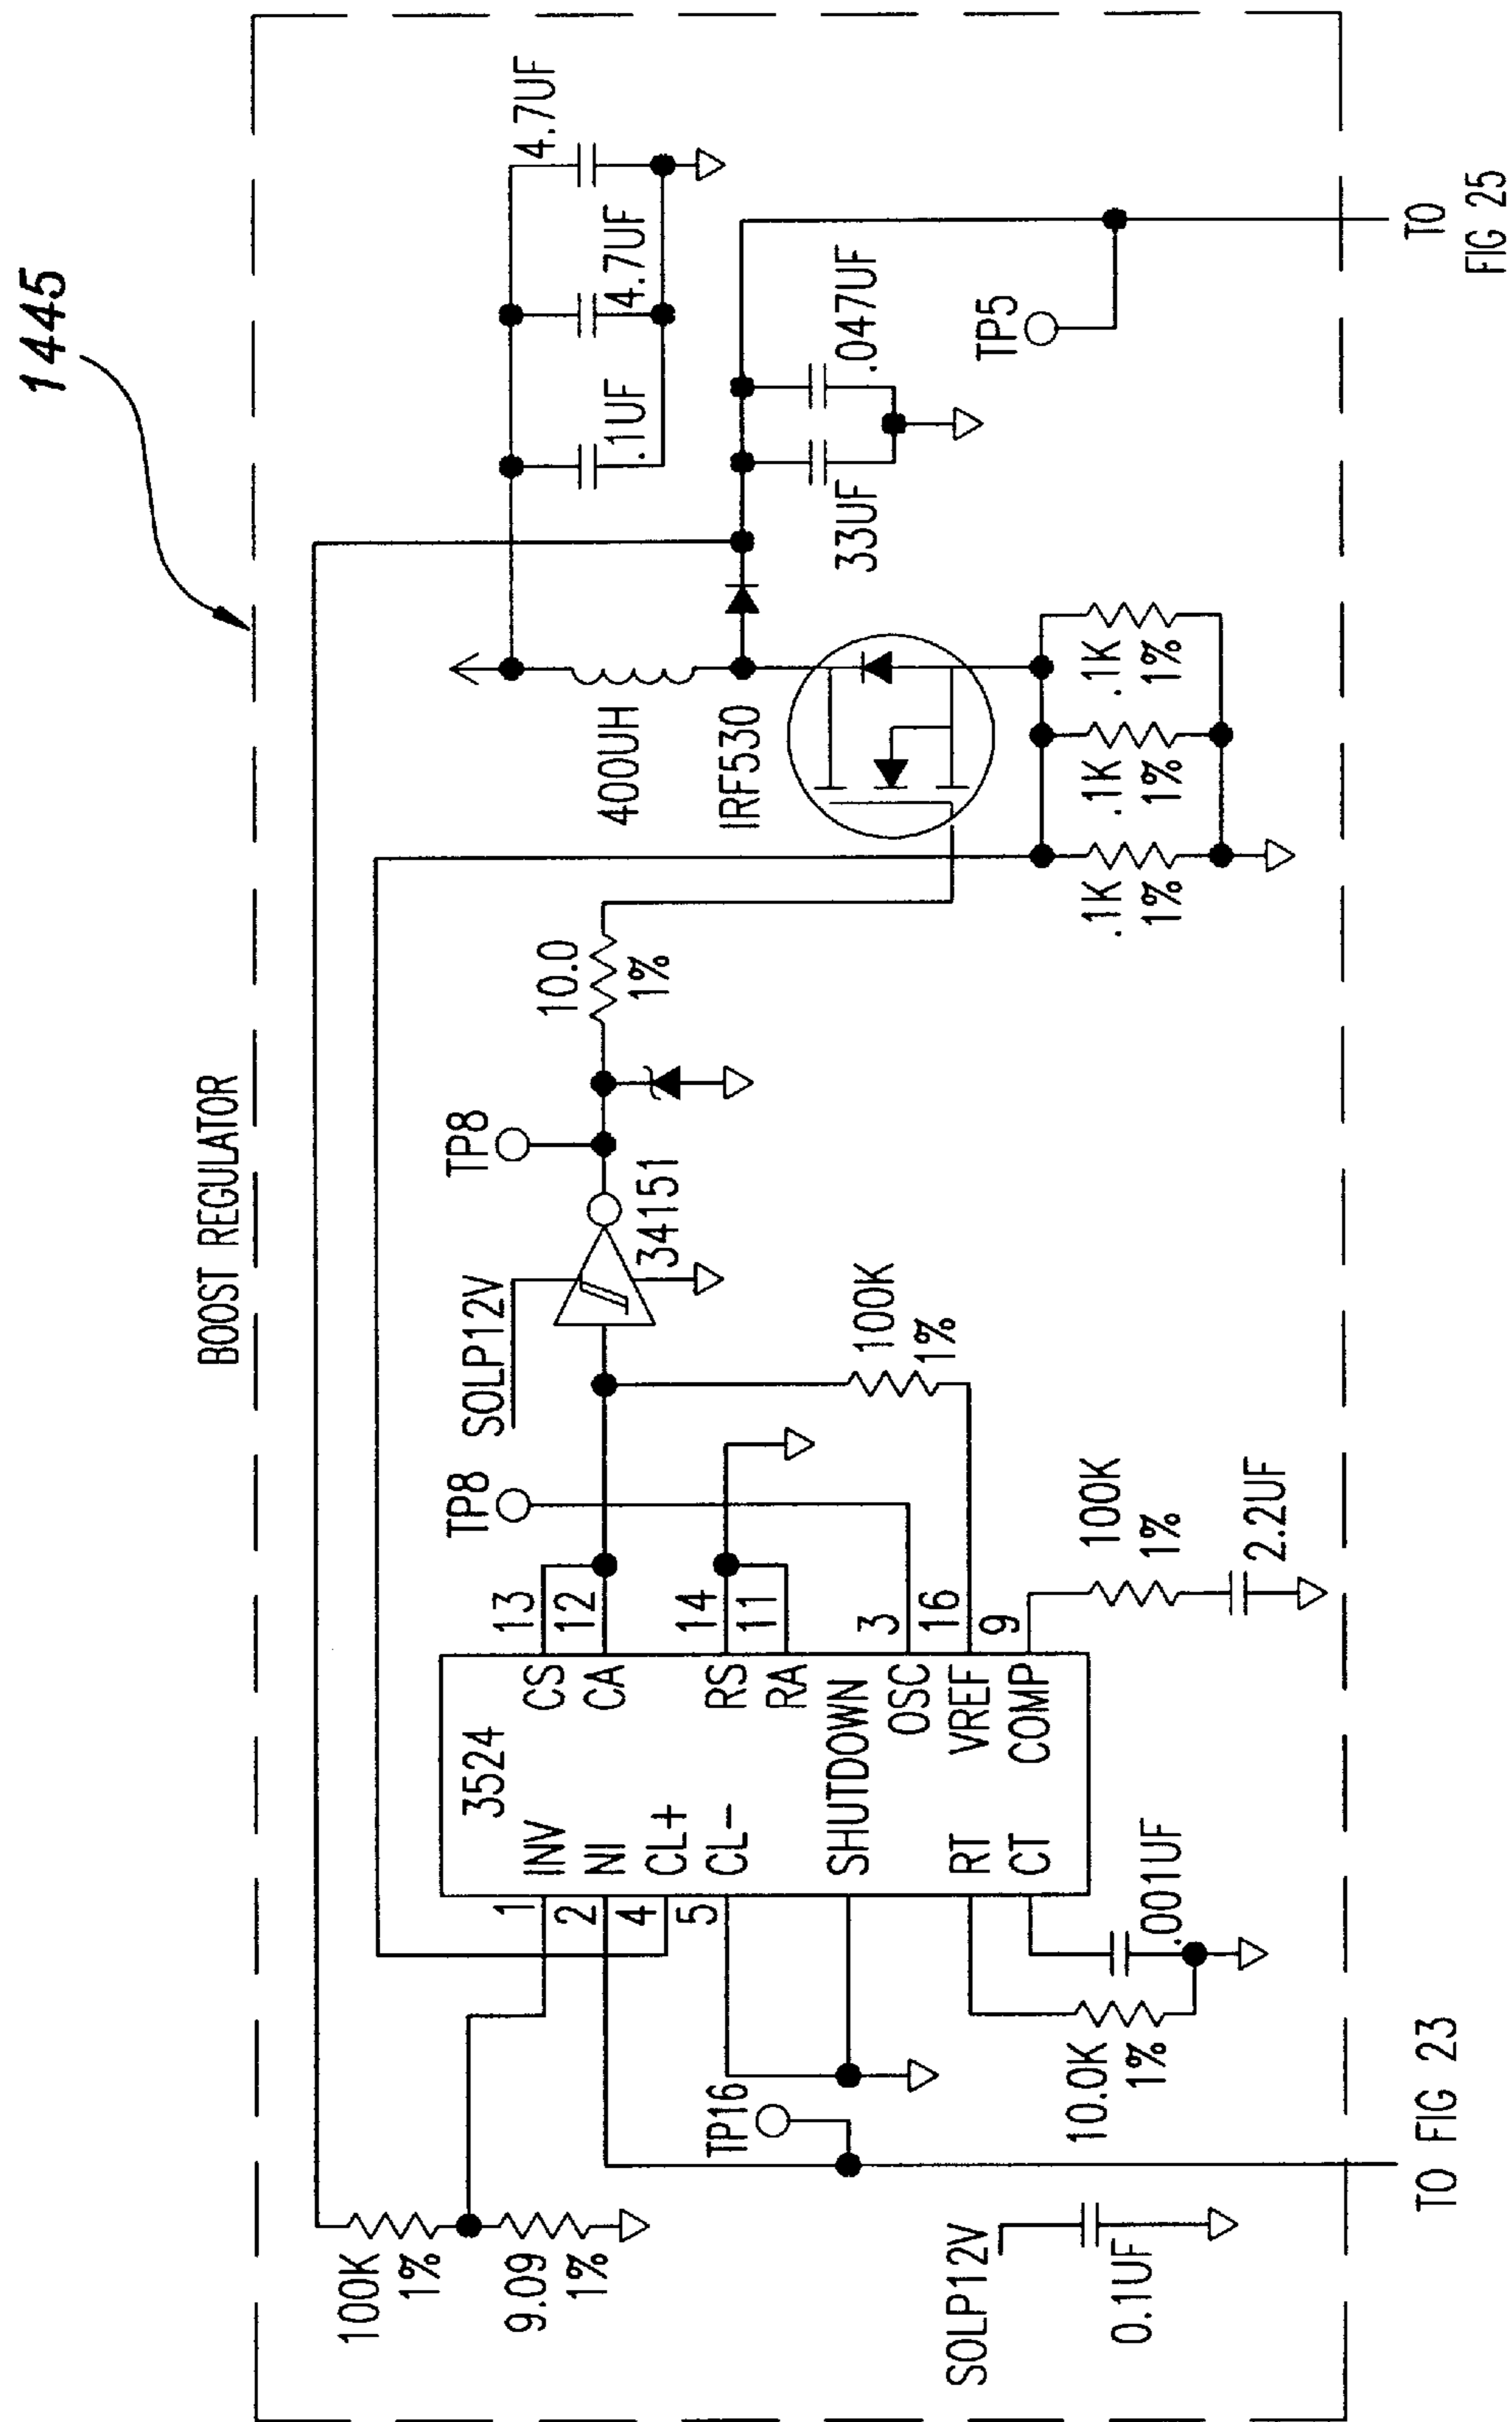 1445
BOOST REGULATOR
100K
1%
9.09
1%
SOLP12V
0.1UF
TO FIG 23
TP16
10.0K
1%
.001UF
1
2
4
5
3524
INV
NI
CL+
CL-
SHUTDOWN
RT
CT
CS
CA
RS
RA
OSC
VREF
COMP
13
12
14
11
3
16
9
TP8
100K
1%
2.2UF
100K
1%
SOLP12V
34151
TP8
10.0
1%
400UH
IRF530
.1K
1%
.1K
1%
.1K
1%
33UF
.047UF
.1UF
4.7UF
4.7UF
TP5
TO
FIG 25